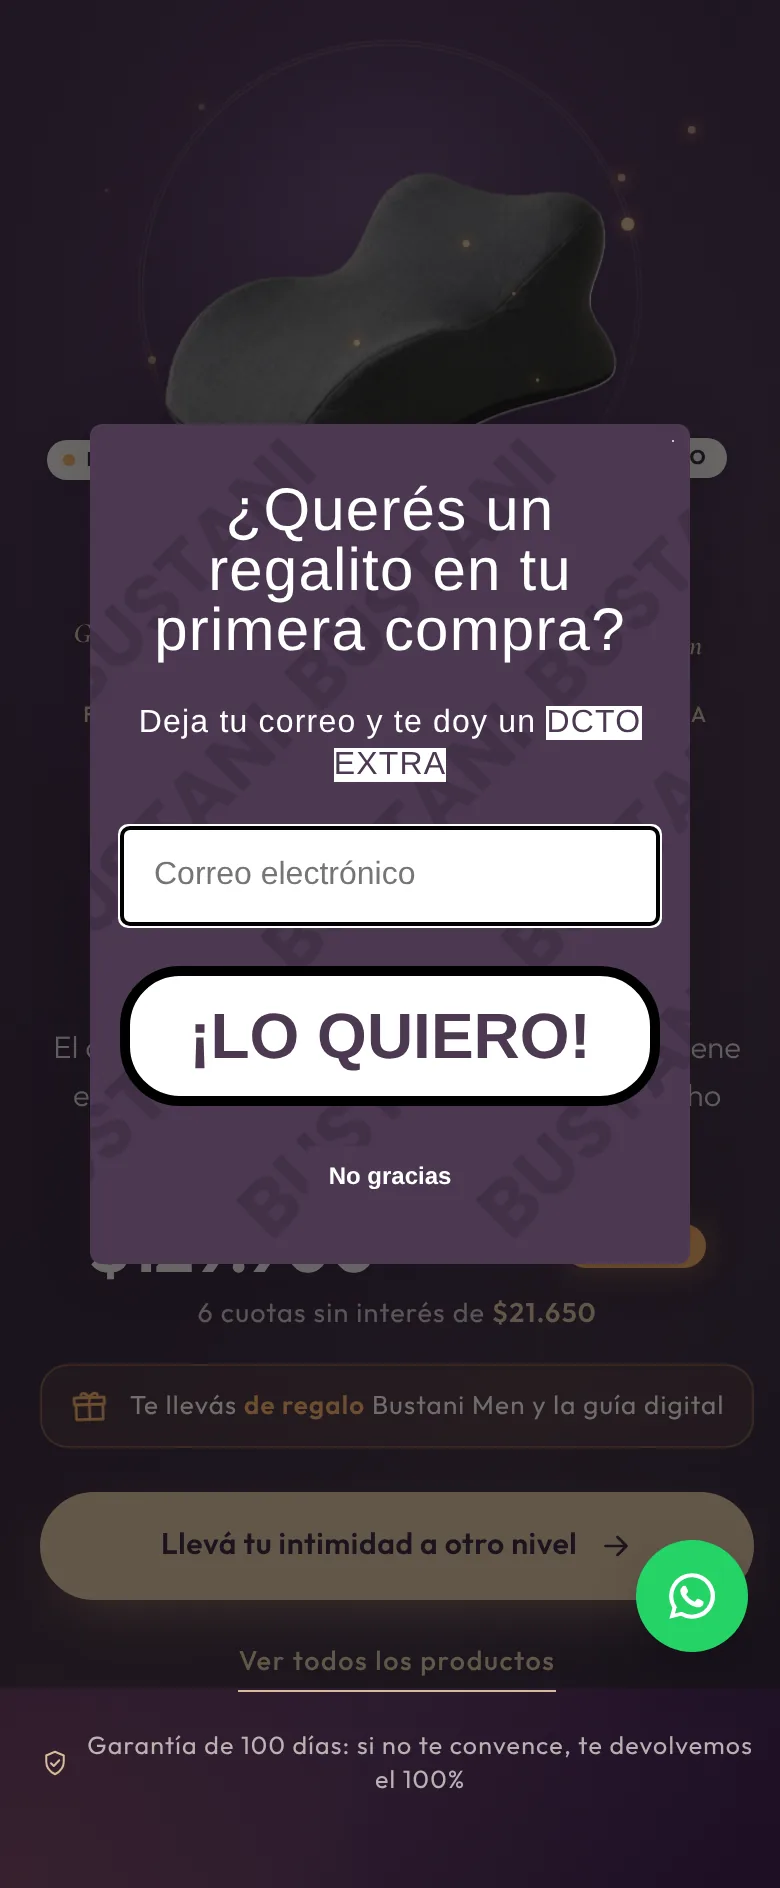 ¿Querés un
regalito en tu
primera compra?
Deja tu correo y te doy un DCTO
EXTRA
Correo electrónico
¡LO QUIERO!
No gracias
6 cuotas sin interés de $21.650
Te llevás de regalo Bustani Men y la guía digital
Llevá tu intimidad a otro nivel →
Ver todos los productos
Garantía de 100 días: si no te convence, te devolvemos
el 100%
BUSTANI